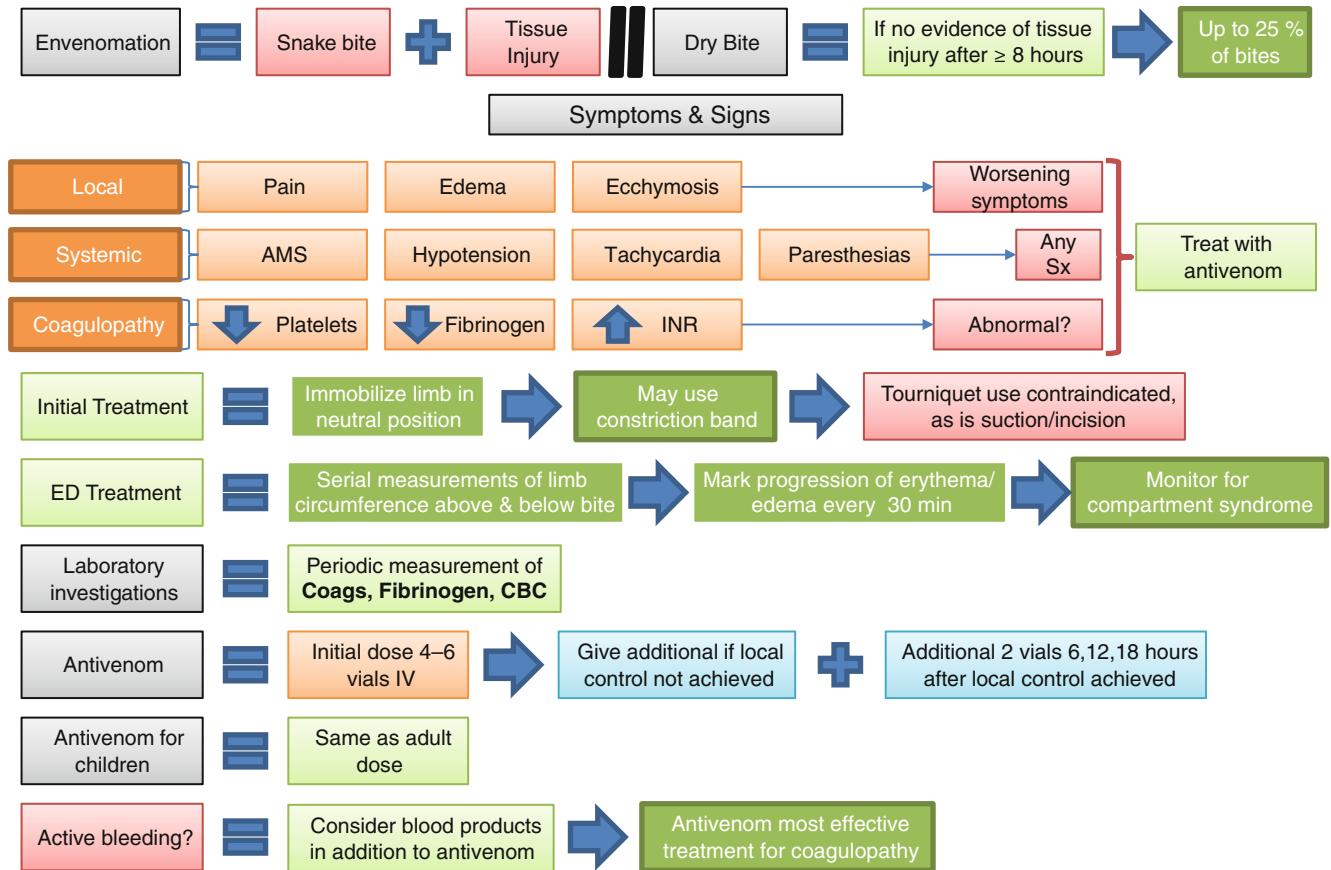 Envenomation
Snake bite
Tissue
Injury
Dry Bite
If no evidence of tissue
injury after ≥ 8 hours
Up to 25 %
of bites
Symptoms & Signs
Local
Pain
Edema
Ecchymosis
Worsening
symptoms
Systemic
AMS
Hypotension
Tachycardia
Paresthesias
Any
Sx
Treat with
antivenom
Coagulopathy
Platelets
Fibrinogen
INR
Abnormal?
Initial Treatment
Immobilize limb in
neutral position
May use
constriction band
Tourniquet use contraindicated,
as is suction/incision
ED Treatment
Serial measurements of limb
circumference above & below bite
Mark progression of erythema/
edema every 30 min
Monitor for
compartment syndrome
Laboratory
investigations
Periodic measurement of
Coags, Fibrinogen, CBC
Antivenom
Initial dose 4–6
vials IV
Give additional if local
control not achieved
Additional 2 vials 6,12,18 hours
after local control achieved
Antivenom for
children
Same as adult
dose
Active bleeding?
Consider blood products
in addition to antivenom
Antivenom most effective
treatment for coagulopathy